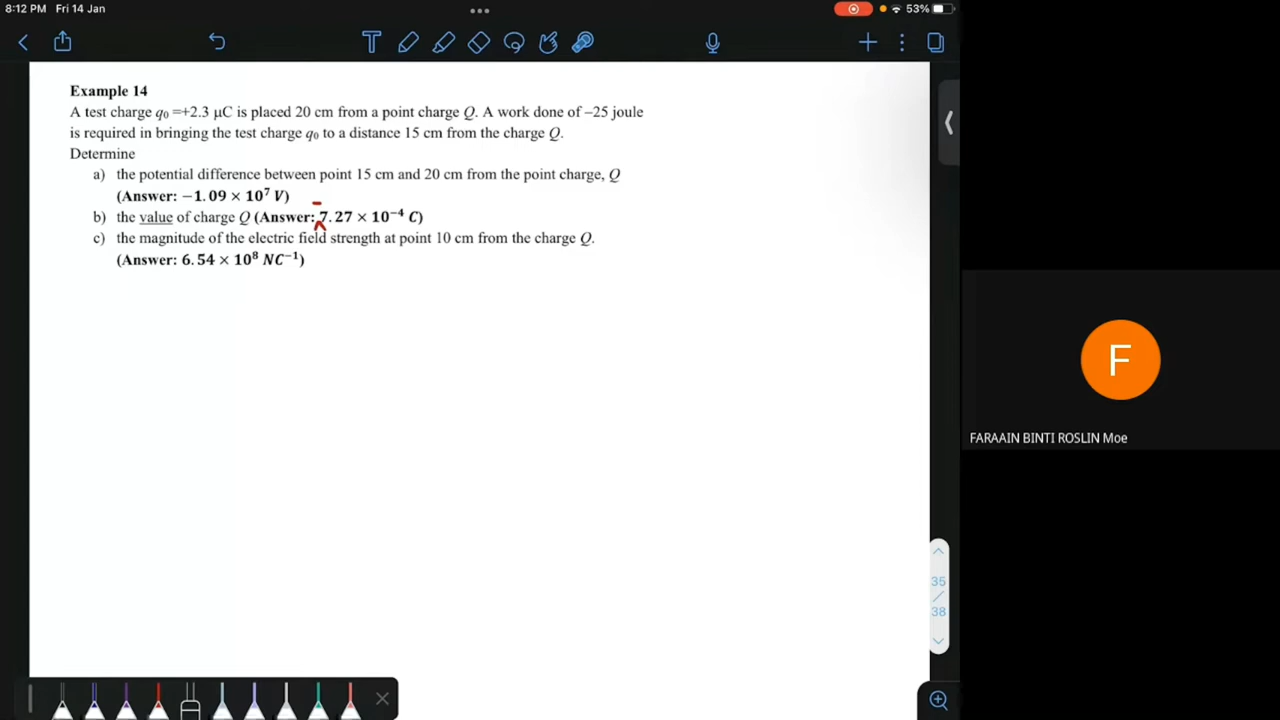 8:12 PM Fri 14 Jan
53%
Example 14
A test charge q₀ =+2.3 μC is placed 20 cm from a point charge Q. A work done of −25 joule
is required in bringing the test charge q₀ to a distance 15 cm from the charge Q.
Determine
a) the potential difference between point 15 cm and 20 cm from the point charge, Q
(Answer: −1.09 × 10⁷ V)
b) the value of charge Q (Answer: -7.27 × 10⁻⁴ C)
c) the magnitude of the electric field strength at point 10 cm from the charge Q.
(Answer: 6.54 × 10⁸ NC⁻¹)
F
FARAAIN BINTI ROSLIN Moe
35
/
38